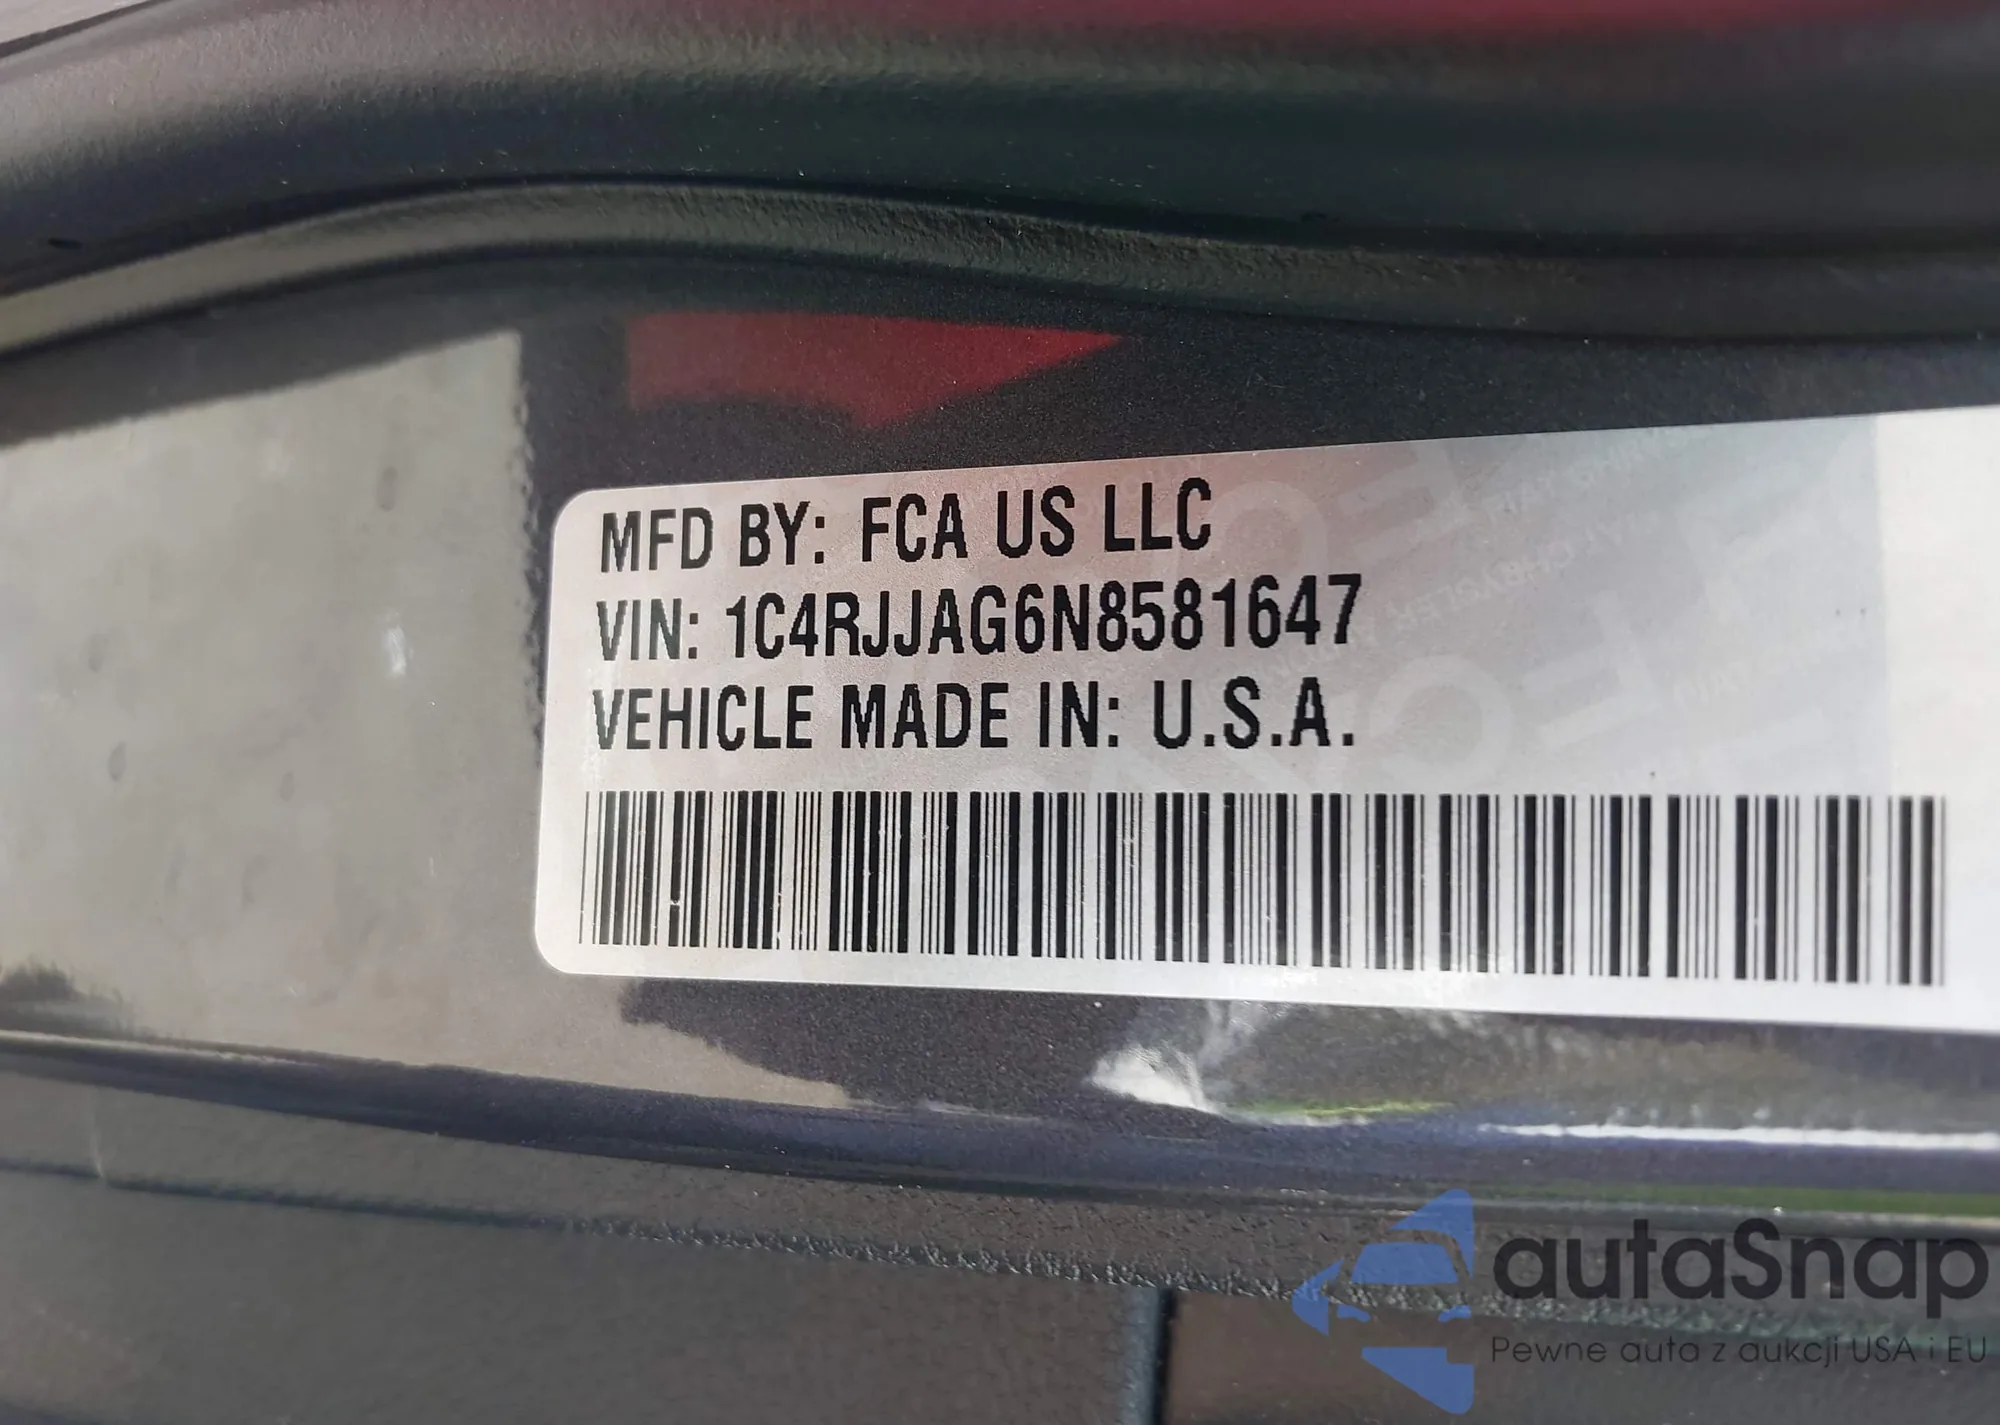 MFD BY: FCA US LLC
VIN: 1C4RJJAG6N8581647
VEHICLE MADE IN: U.S.A.
autaSnap
Pewne auta z aukcji USA i EU